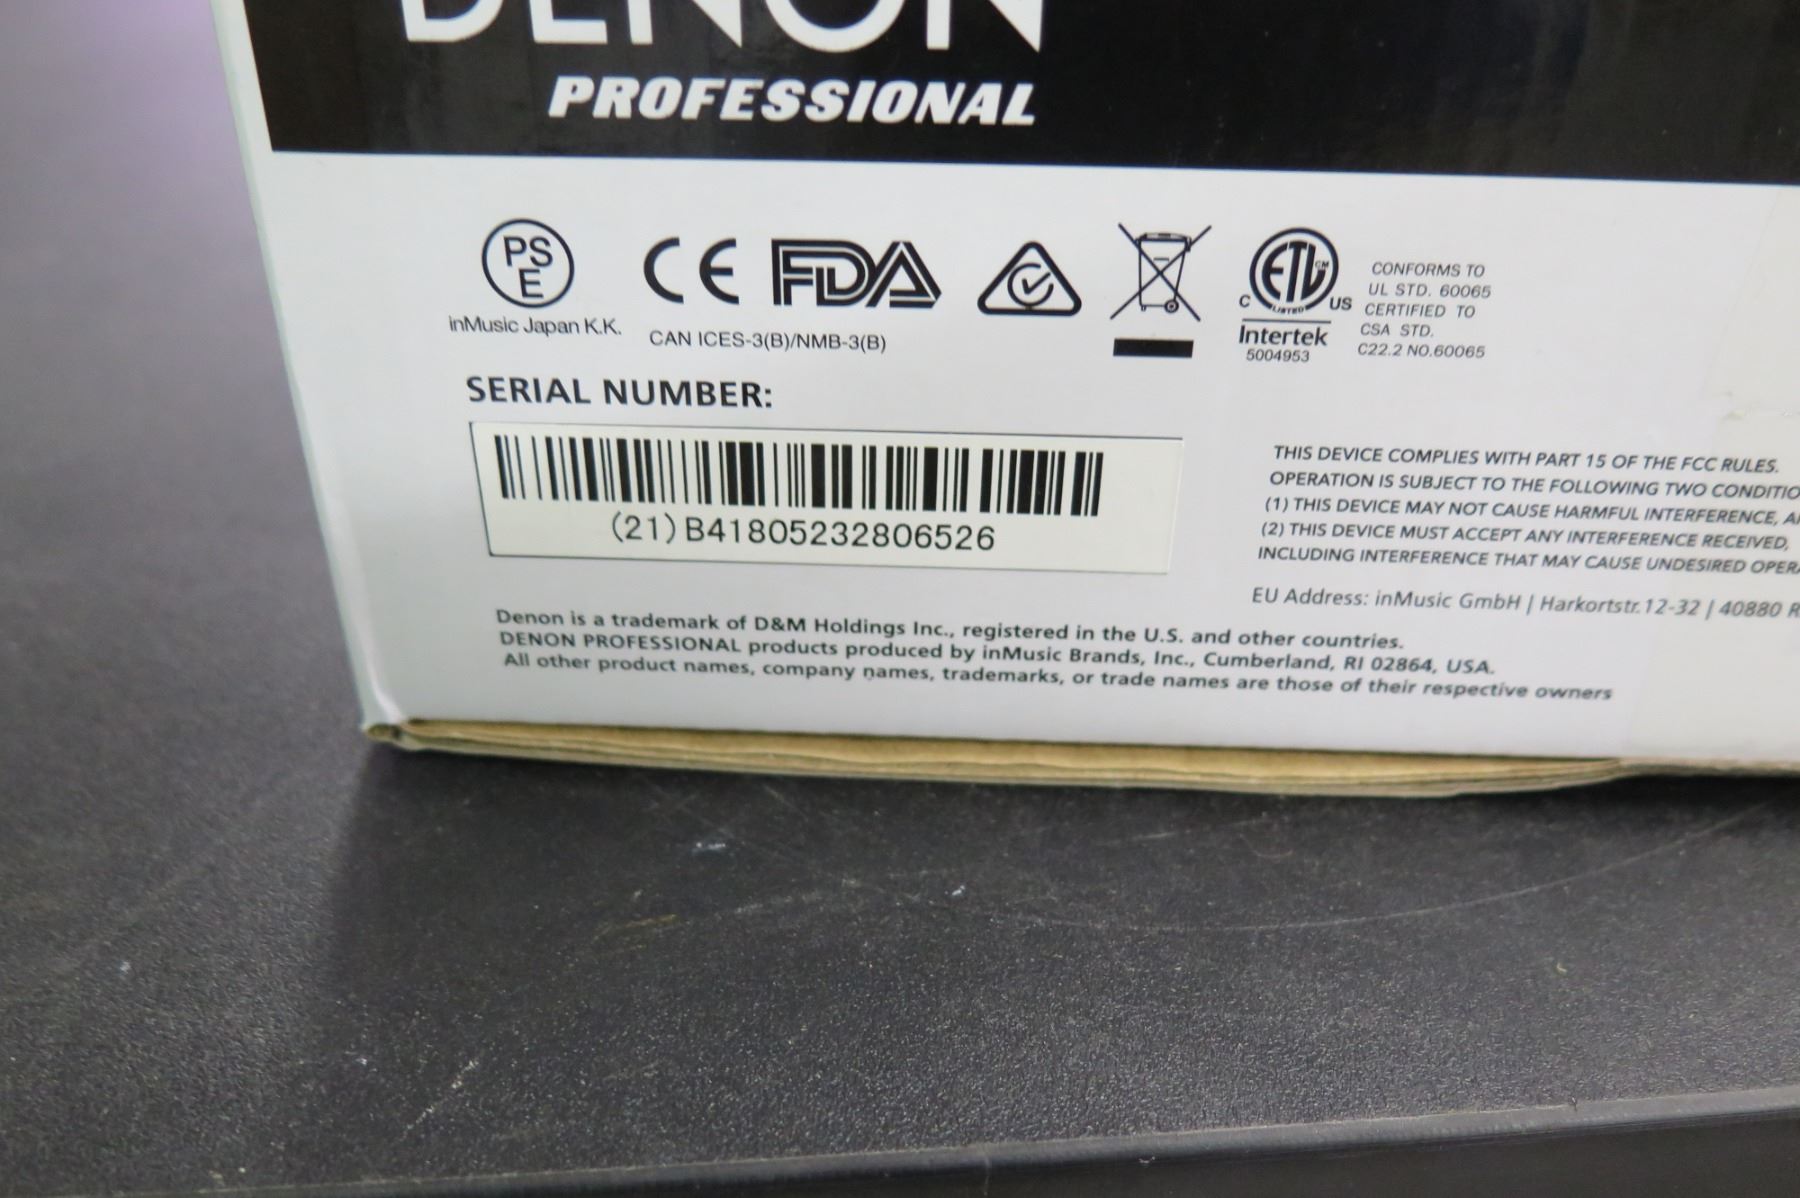 DENON
PROFESSIONAL
PS
E
inMusic Japan K.K.
CE FDA
CAN ICES-3(B)/NMB-3(B)
ETL CM
C LISTED US
Intertek
5004953
CONFORMS TO
UL STD. 60065
CERTIFIED TO
CSA STD.
C22.2 NO.60065
SERIAL NUMBER:
(21)B41805232806526
THIS DEVICE COMPLIES WITH PART 15 OF THE FCC RULES.
OPERATION IS SUBJECT TO THE FOLLOWING TWO CONDITIO
(1) THIS DEVICE MAY NOT CAUSE HARMFUL INTERFERENCE, A
(2) THIS DEVICE MUST ACCEPT ANY INTERFERENCE RECEIVED,
INCLUDING INTERFERENCE THAT MAY CAUSE UNDESIRED OPER
EU Address: inMusic GmbH | Harkortstr. 12-32 | 40880 R
Denon is a trademark of D&M Holdings Inc., registered in the U.S. and other countries.
DENON PROFESSIONAL products produced by inMusic Brands, Inc., Cumberland, RI 02864, USA.
All other product names, company names, trademarks, or trade names are those of their respective owners